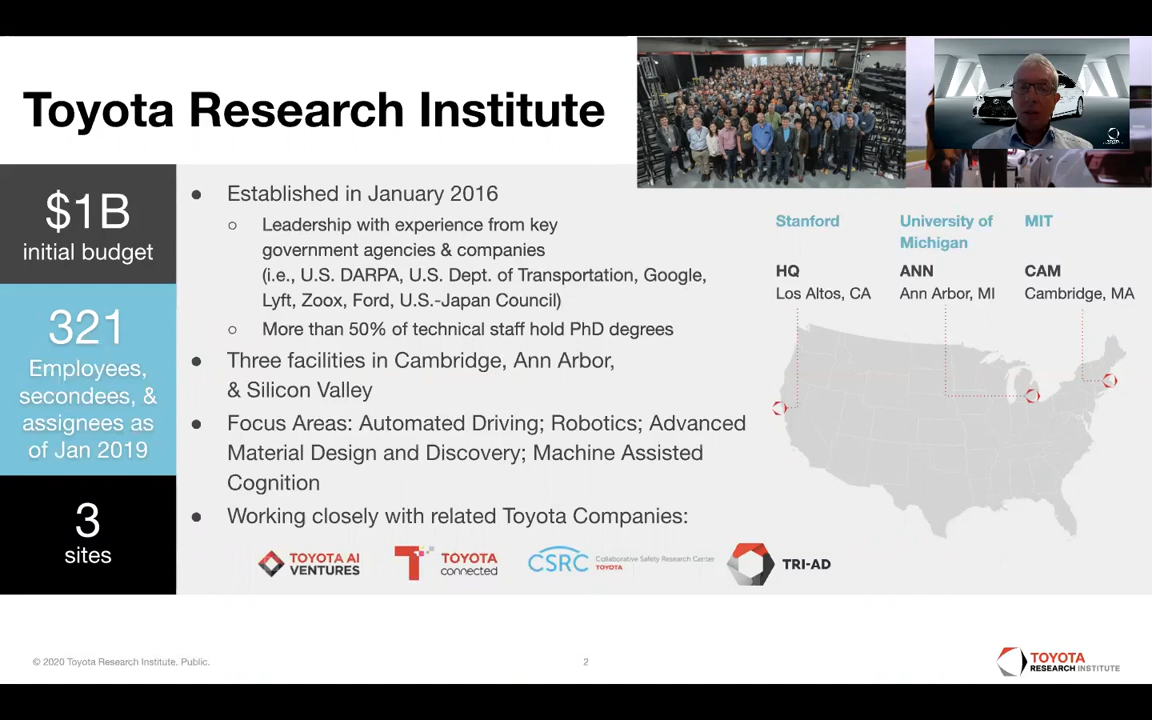 Toyota Research Institute
$1B
initial budget
321
Employees,
secondees, &
assignees as
of Jan 2019
3
sites
● Established in January 2016
○ Leadership with experience from key
government agencies & companies
(i.e., U.S. DARPA, U.S. Dept. of Transportation, Google,
Lyft, Zoox, Ford, U.S.-Japan Council)
○ More than 50% of technical staff hold PhD degrees
● Three facilities in Cambridge, Ann Arbor,
& Silicon Valley
● Focus Areas: Automated Driving; Robotics; Advanced
Material Design and Discovery; Machine Assisted
Cognition
● Working closely with related Toyota Companies:
TOYOTA AI
VENTURES
TOYOTA
connected
CSRC
Collaborative Safety Research Center
TOYOTA
TRI-AD
Stanford
HQ
Los Altos, CA
University of
Michigan
ANN
Ann Arbor, MI
MIT
CAM
Cambridge, MA
© 2020 Toyota Research Institute. Public.
2
TOYOTA
RESEARCH INSTITUTE